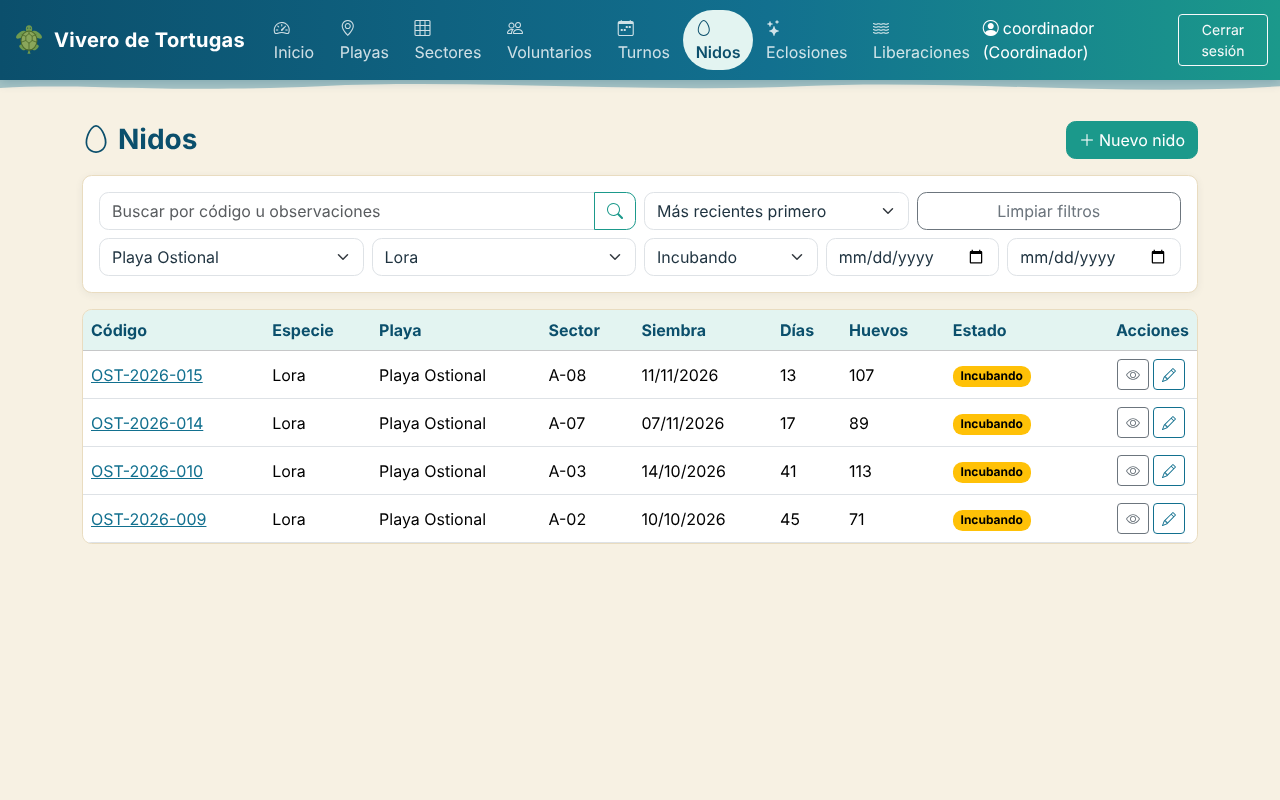 Vivero de Tortugas
Inicio
Playas
Sectores
Voluntarios
Turnos
Nidos
Eclosiones
Liberaciones
coordinador
(Coordinador)
Cerrar
sesión
Nidos
Nuevo nido
Buscar por código u observaciones
Más recientes primero
Limpiar filtros
Playa Ostional
Lora
Incubando
mm/dd/yyyy
mm/dd/yyyy
Código Especie Playa Sector Siembra Días Huevos Estado Acciones
OST-2026-015 Lora Playa Ostional A-08 11/11/2026 13 107 Incubando
OST-2026-014 Lora Playa Ostional A-07 07/11/2026 17 89 Incubando
OST-2026-010 Lora Playa Ostional A-03 14/10/2026 41 113 Incubando
OST-2026-009 Lora Playa Ostional A-02 10/10/2026 45 71 Incubando